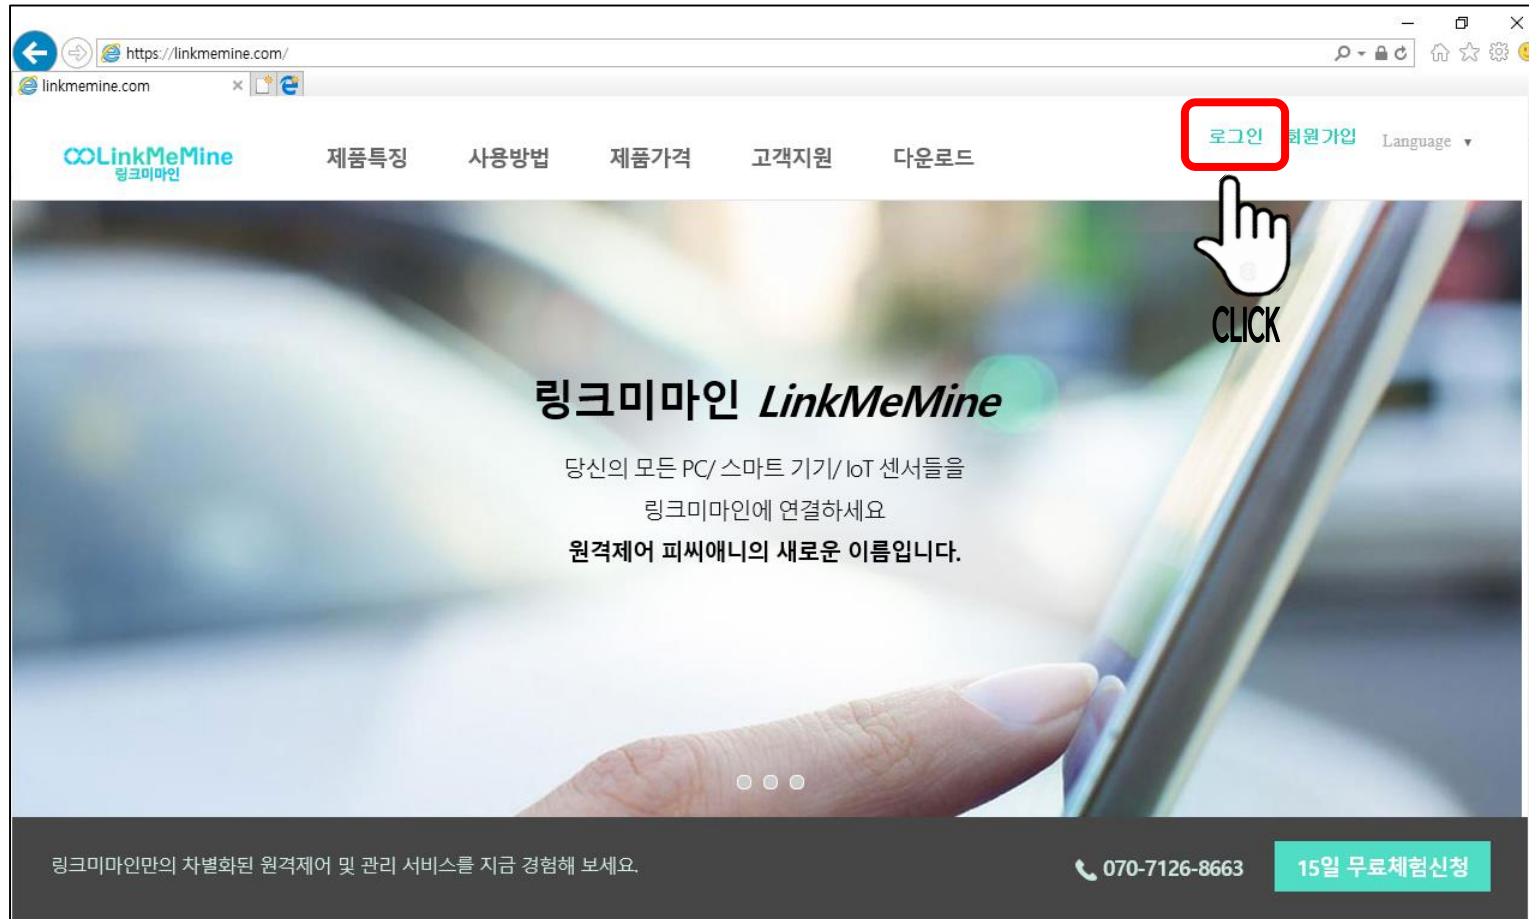 https://linkmemine.com/
linkmemine.com
LinkMeMine
링크미마인
제품특징 사용방법 제품가격 고객지원 다운로드
로그인 회원가입 Language
CLICK
링크미마인 LinkMeMine
당신의 모든 PC/ 스마트 기기/ IoT 센서들을
링크미마인에 연결하세요
원격제어 피씨애니의 새로운 이름입니다.
링크미마인만의 차별화된 원격제어 및 관리 서비스를 지금 경험해 보세요.
070-7126-8663
15일 무료체험신청